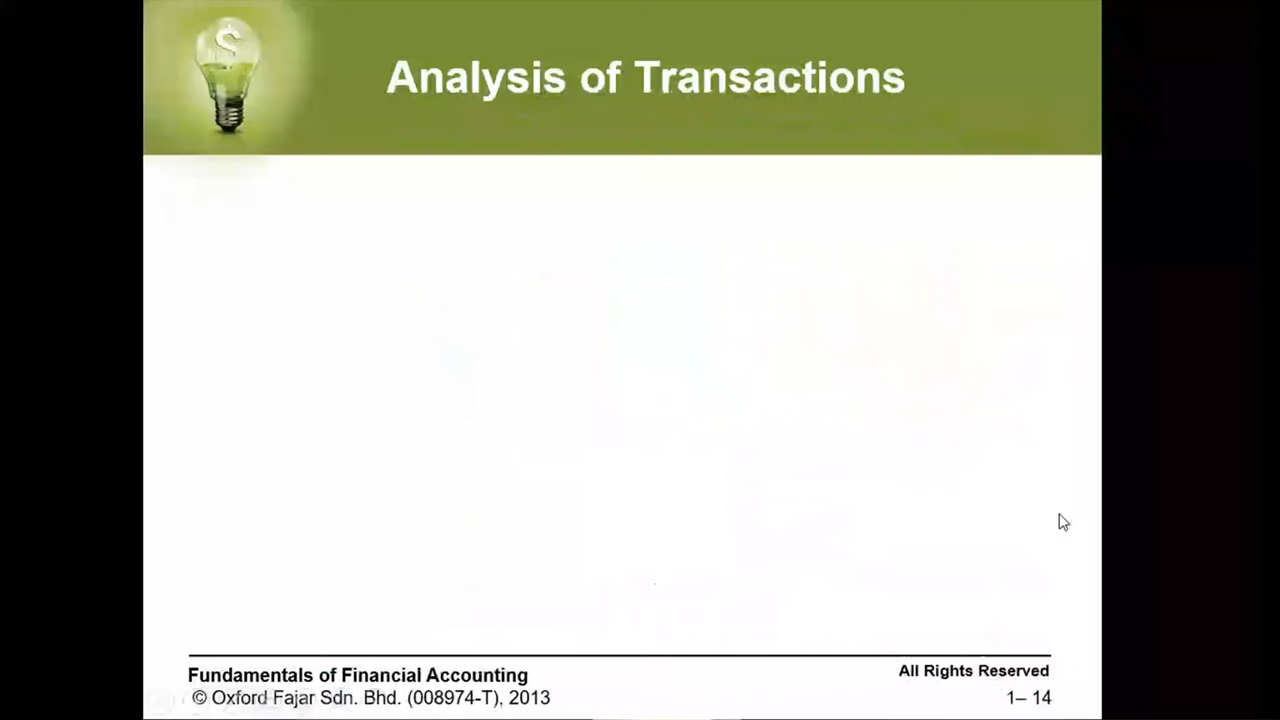 Analysis of Transactions
Fundamentals of Financial Accounting
© Oxford Fajar Sdn. Bhd. (008974-T), 2013
All Rights Reserved
1– 14